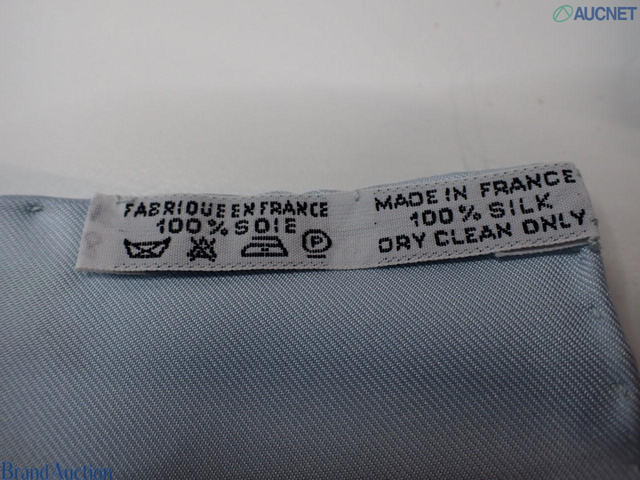 AUCNET
FABRIQUE EN FRANCE
100% SOIE
MADE IN FRANCE
100% SILK
DRY CLEAN ONLY
P
Brand Auction